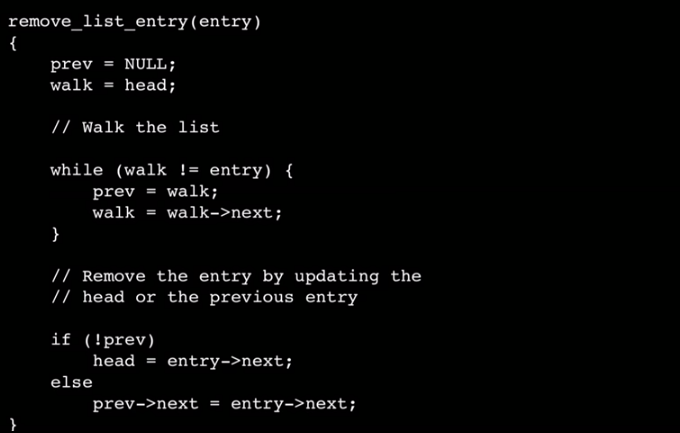 remove_list_entry(entry)
{
    prev = NULL;
    walk = head;

    // Walk the list

    while (walk != entry) {
        prev = walk;
        walk = walk->next;
    }

    // Remove the entry by updating the
    // head or the previous entry

    if (!prev)
        head = entry->next;
    else
        prev->next = entry->next;
}